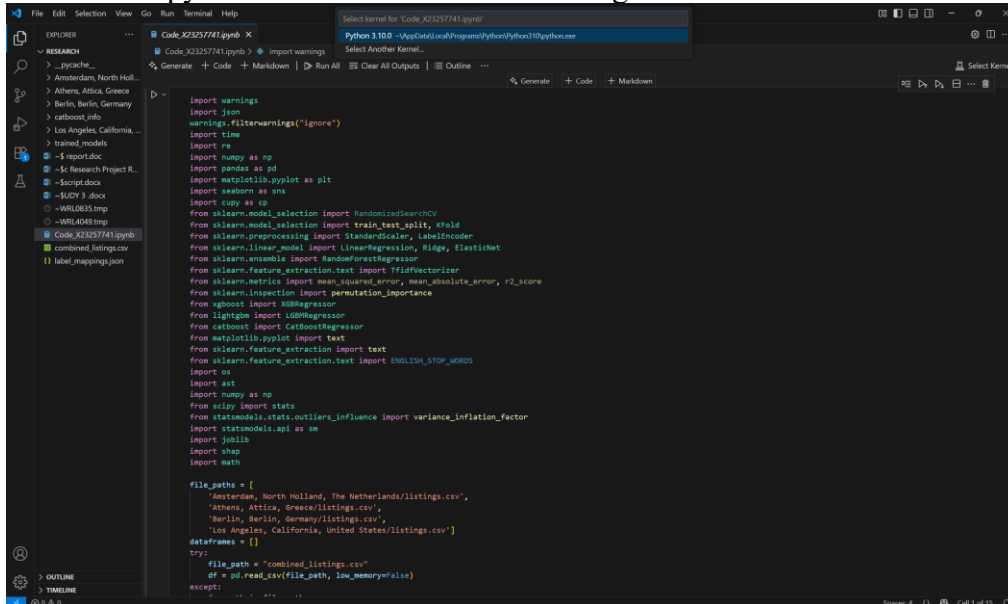 File Edit Selection View Go Run Terminal Help
Select kernel for 'Code_X23257741.ipynb'
Python 3.10.0 ~\AppData\Local\Programs\Python\Python310\python.exe
Select Another Kernel...
EXPLORER ...
Code_X23257741.ipynb
RESEARCH
Code_X23257741.ipynb > import warnings
Generate + Code + Markdown | Run All Clear All Outputs | Outline ...
Select Kerne
Generate + Code + Markdown
> __pycache__
> Amsterdam, North Holl...
> Athens, Attica, Greece
> Berlin, Berlin, Germany
> catboost_info
> Los Angeles, California, ...
> trained_models
~$ report.doc
~$c Research Project R...
~$script.docx
~$UDY 3 .docx
~WRL0835.tmp
~WRL4049.tmp
Code_X23257741.ipynb
combined_listings.csv
{} label_mappings.json
> OUTLINE
> TIMELINE
import warnings
import json
warnings.filterwarnings("ignore")
import time
import re
import numpy as np
import pandas as pd
import matplotlib.pyplot as plt
import seaborn as sns
import cupy as cp
from sklearn.model_selection import RandomizedSearchCV
from sklearn.model_selection import train_test_split, KFold
from sklearn.preprocessing import StandardScaler, LabelEncoder
from sklearn.linear_model import LinearRegression, Ridge, ElasticNet
from sklearn.ensemble import RandomForestRegressor
from sklearn.feature_extraction.text import TfidfVectorizer
from sklearn.metrics import mean_squared_error, mean_absolute_error, r2_score
from sklearn.inspection import permutation_importance
from xgboost import XGBRegressor
from lightgbm import LGBMRegressor
from catboost import CatBoostRegressor
from matplotlib.pyplot import text
from sklearn.feature_extraction import text
from sklearn.feature_extraction.text import ENGLISH_STOP_WORDS
import os
import ast
import numpy as np
from scipy import stats
from statsmodels.stats.outliers_influence import variance_inflation_factor
import statsmodels.api as sm
import joblib
import shap
import math
file_paths = [
'Amsterdam, North Holland, The Netherlands/listings.csv',
'Athens, Attica, Greece/listings.csv',
'Berlin, Berlin, Germany/listings.csv',
'Los Angeles, California, United States/listings.csv']
dataframes = []
try:
file_path = "combined_listings.csv"
df = pd.read_csv(file_path, low_memory=False)
except:
Spaces: 4 {} Cell 1 of 15